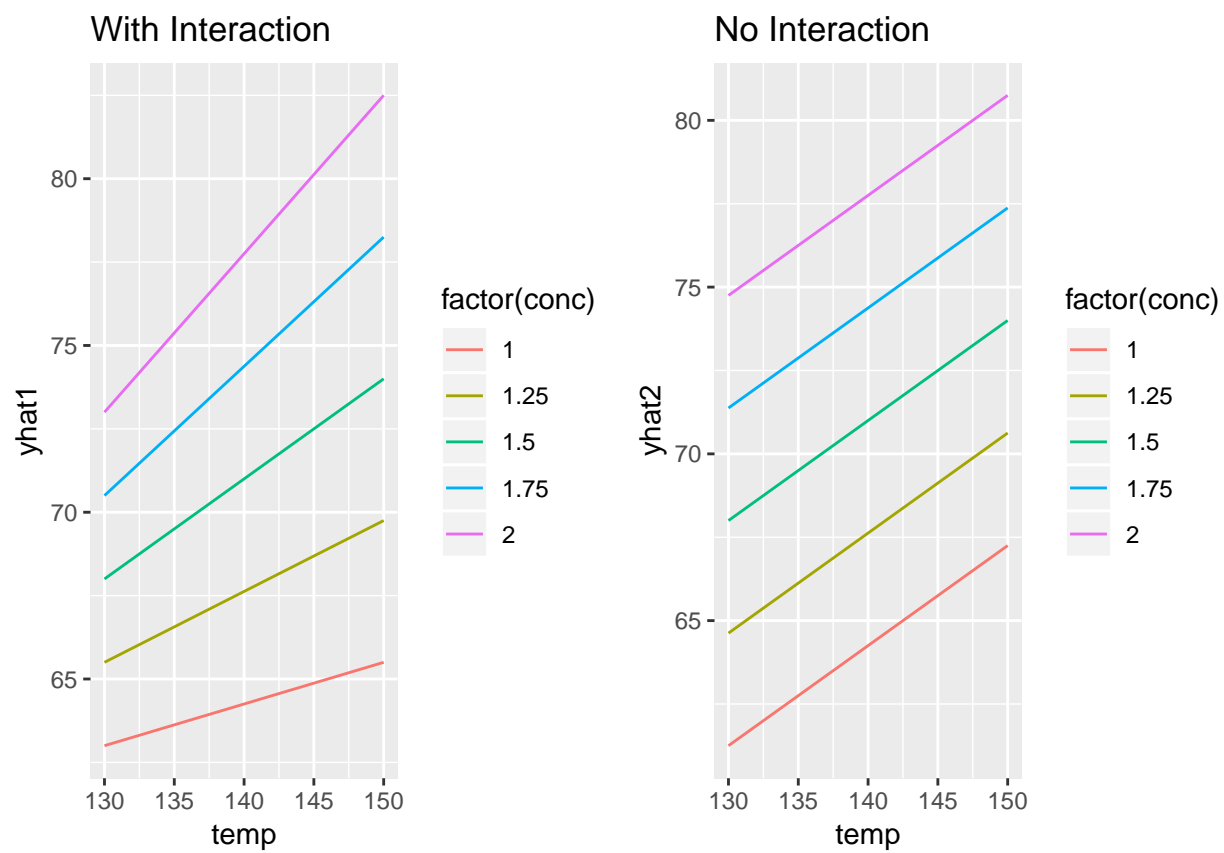 With Interaction
80
75
70
65
130 135 140 145 150
temp
yhat1
factor(conc)
1
1.25
1.5
1.75
2
No Interaction
80
75
70
65
130 135 140 145 150
temp
yhat2
factor(conc)
1
1.25
1.5
1.75
2